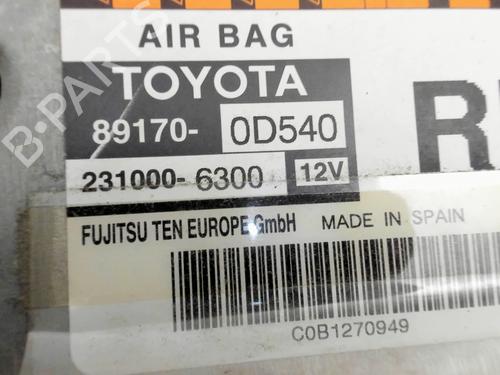 AIR BAG
TOYOTA
89170- 0D540
231000- 6300 12V
FUJITSU TEN EUROPE GmbH MADE IN SPAIN
C0B1270949
B-PARTS